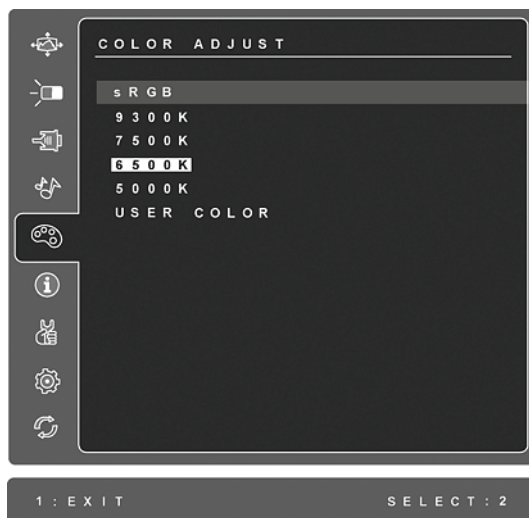 COLOR ADJUST
sRGB
9300K
7500K
6500K
5000K
USER COLOR
1:EXIT SELECT:2